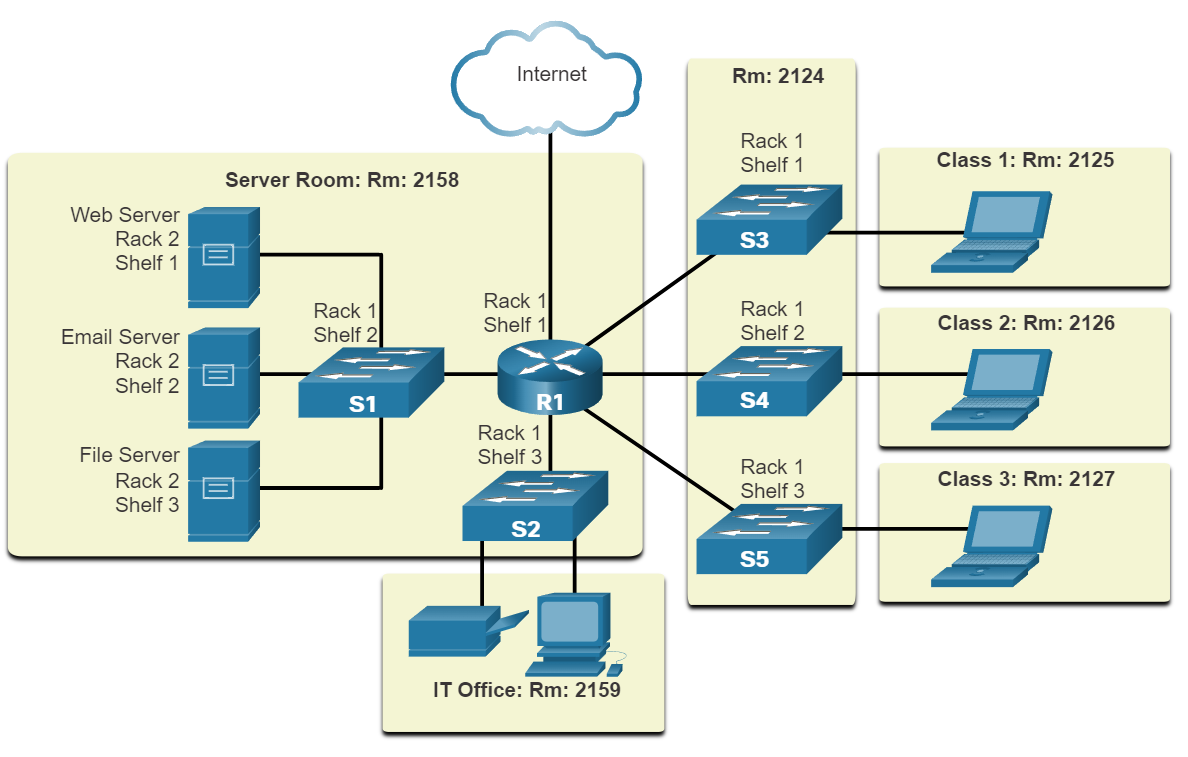 Internet
Rm: 2124
Rack 1
Shelf 1
S3
Class 1: Rm: 2125
Server Room: Rm: 2158
Web Server
Rack 2
Shelf 1
Rack 1
Shelf 2
Rack 1
Shelf 1
Email Server
Rack 2
Shelf 2
S1
R1
Rack 1
Shelf 2
S4
Class 2: Rm: 2126
File Server
Rack 2
Shelf 3
Rack 1
Shelf 3
S2
Rack 1
Shelf 3
S5
Class 3: Rm: 2127
IT Office: Rm: 2159